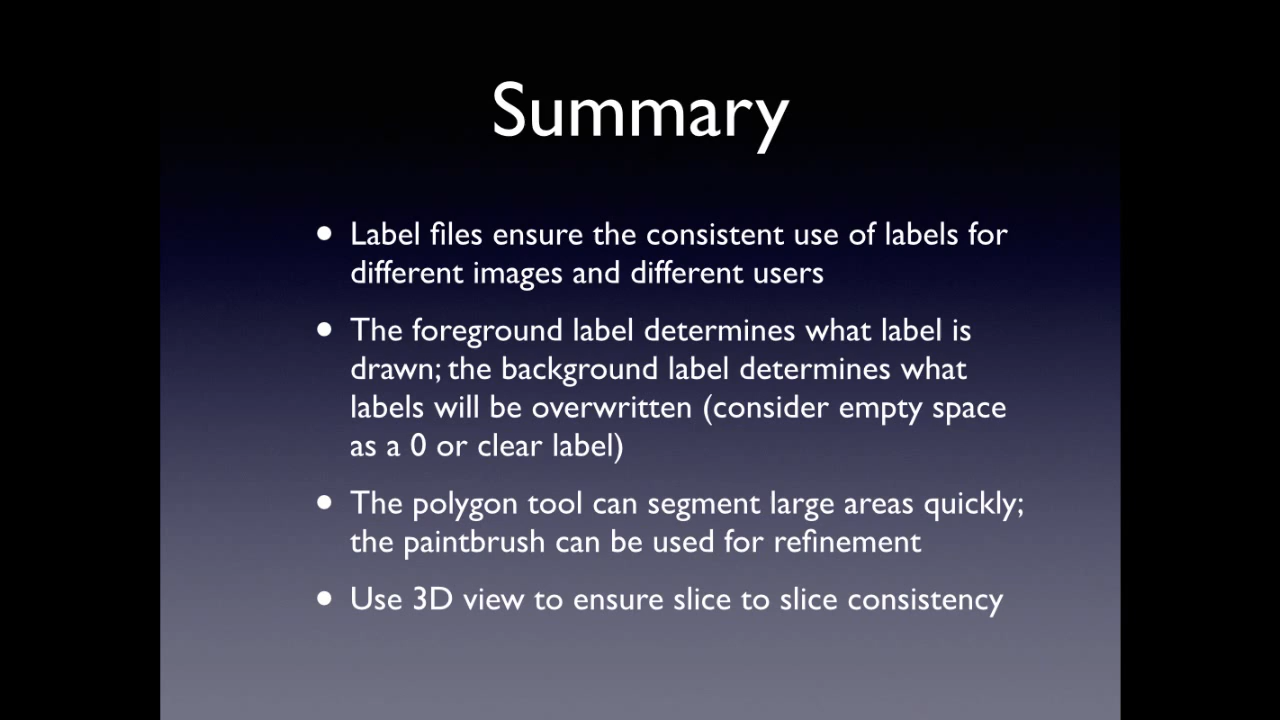 Summary
• Label files ensure the consistent use of labels for
different images and different users
• The foreground label determines what label is
drawn; the background label determines what
labels will be overwritten (consider empty space
as a 0 or clear label)
• The polygon tool can segment large areas quickly;
the paintbrush can be used for refinement
• Use 3D view to ensure slice to slice consistency